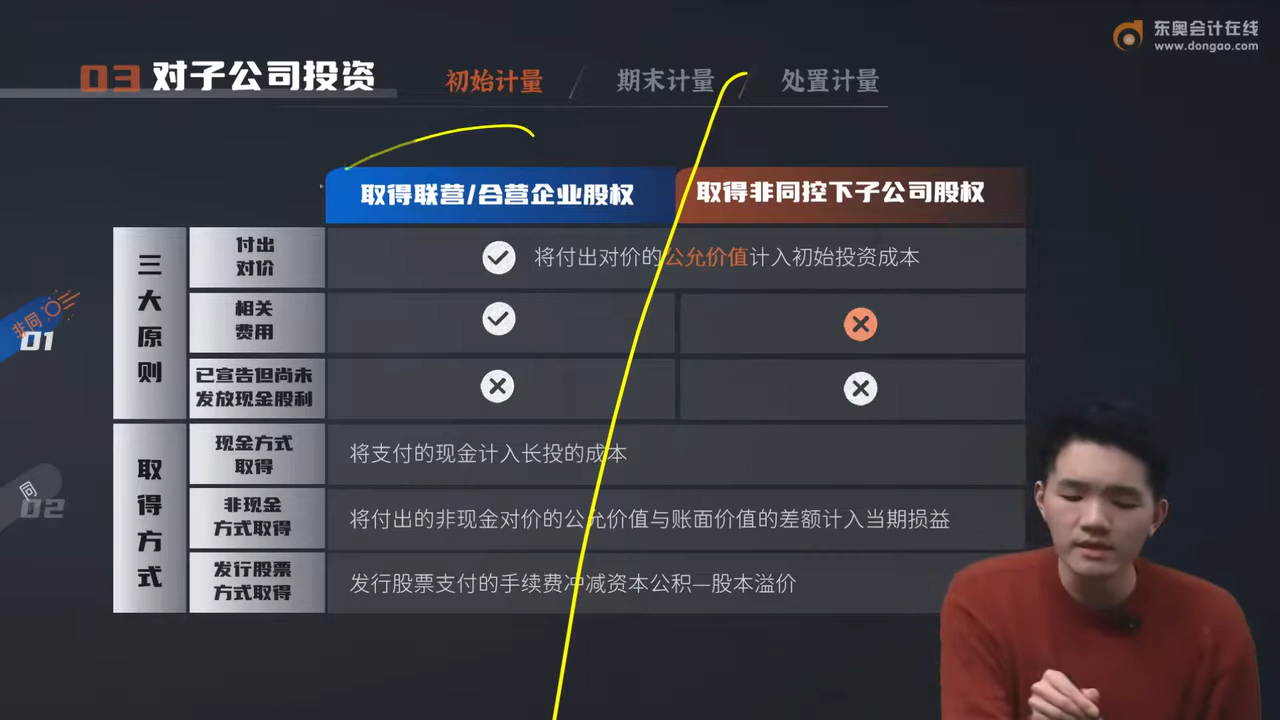 东奥会计在线
www.dongao.com
03 对子公司投资
初始计量 / 期末计量 / 处置计量
取得联营/合营企业股权
取得非同控下子公司股权
三大原则
付出
对价
将付出对价的公允价值计入初始投资成本
相关
费用
已宣告但尚未
发放现金股利
非同
01
同
02
取得方式
现金方式
取得
将支付的现金计入长投的成本
非现金
方式取得
将付出的非现金对价的公允价值与账面价值的差额计入当期损益
发行股票
方式取得
发行股票支付的手续费冲减资本公积—股本溢价